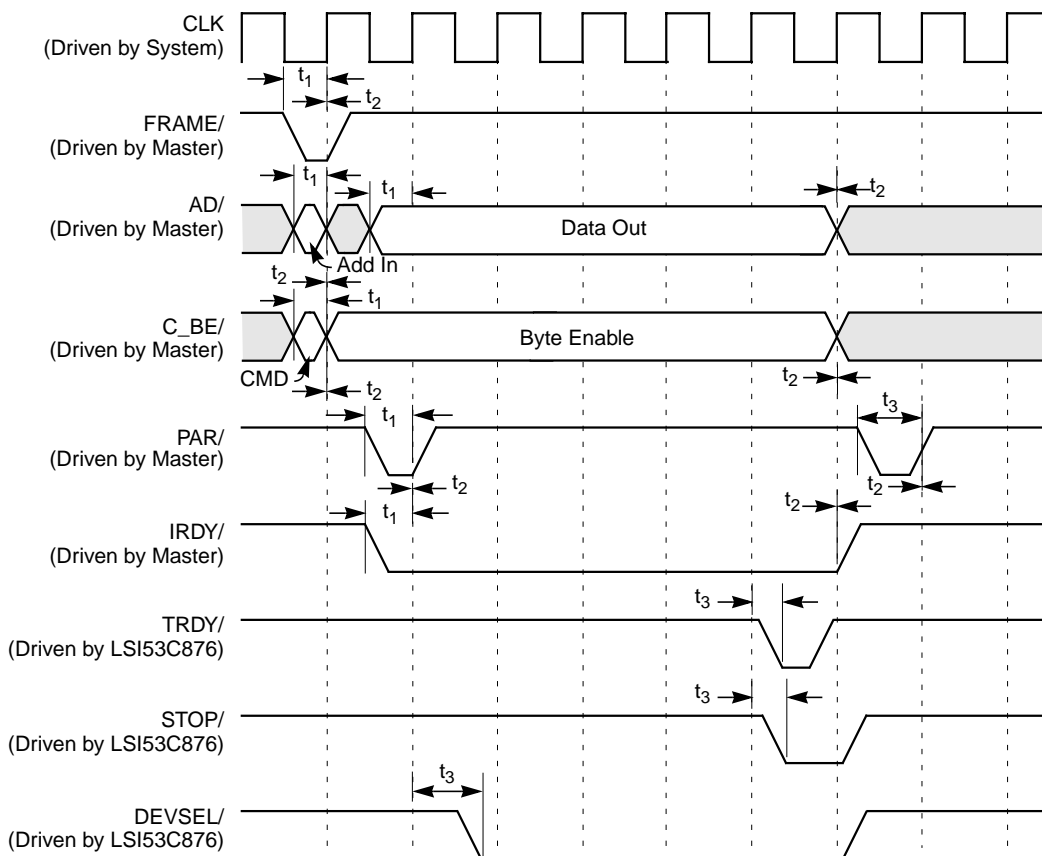 CLK
(Driven by System)
t1
t2
FRAME/
(Driven by Master)
t1
t1
t2
AD/
(Driven by Master)
Data Out
Add In
t2
t1
C_BE/
(Driven by Master)
Byte Enable
CMD
t2
t2
t3
t1
PAR/
(Driven by Master)
t2
t2
t1
t2
IRDY/
(Driven by Master)
t3
TRDY/
(Driven by LSI53C876)
t3
STOP/
(Driven by LSI53C876)
t3
DEVSEL/
(Driven by LSI53C876)